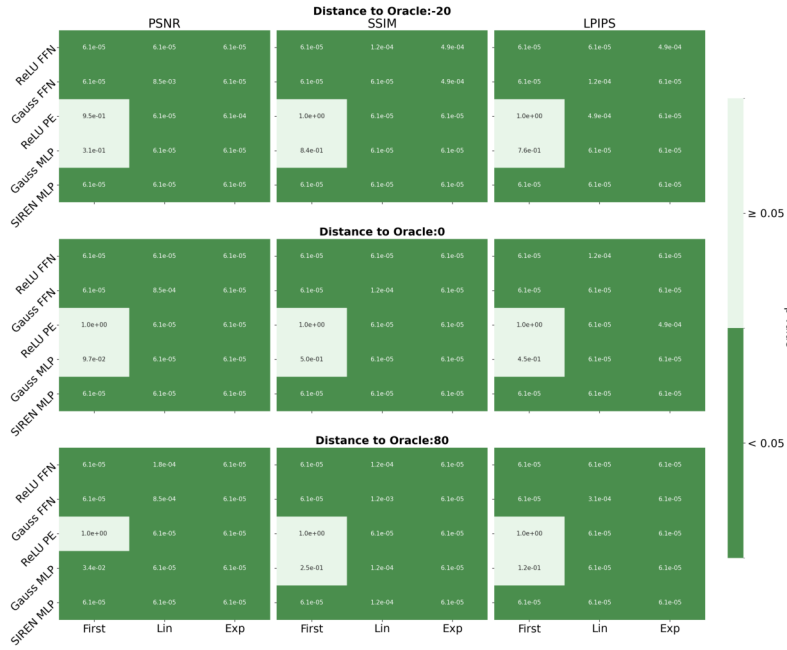 Distance to Oracle:-20
PSNR SSIM LPIPS
ReLU FFN 6.1e-05 6.1e-05 6.1e-05 6.1e-05 1.2e-04 4.9e-04 6.1e-05 6.1e-05 4.9e-04
Gauss FFN 6.1e-05 8.5e-03 6.1e-05 6.1e-05 6.1e-05 4.9e-04 6.1e-05 1.2e-04 6.1e-05
ReLU PE 9.5e-01 6.1e-05 6.1e-04 1.0e+00 6.1e-05 6.1e-05 1.0e+00 4.9e-04 6.1e-05
Gauss MLP 3.1e-01 6.1e-05 6.1e-05 8.4e-01 6.1e-05 6.1e-05 7.6e-01 6.1e-05 6.1e-05
SIREN MLP 6.1e-05 6.1e-05 6.1e-05 6.1e-05 6.1e-05 6.1e-05 6.1e-05 6.1e-05 6.1e-05
Distance to Oracle:0
ReLU FFN 6.1e-05 6.1e-05 6.1e-05 6.1e-05 6.1e-05 6.1e-05 6.1e-05 1.2e-04 6.1e-05
Gauss FFN 6.1e-05 8.5e-04 6.1e-05 6.1e-05 1.2e-04 6.1e-05 6.1e-05 6.1e-05 6.1e-05
ReLU PE 1.0e+00 6.1e-05 6.1e-05 1.0e+00 6.1e-05 6.1e-05 1.0e+00 6.1e-05 4.9e-04
Gauss MLP 9.7e-02 6.1e-05 6.1e-05 5.0e-01 6.1e-05 6.1e-05 4.5e-01 6.1e-05 6.1e-05
SIREN MLP 6.1e-05 6.1e-05 6.1e-05 6.1e-05 6.1e-05 6.1e-05 6.1e-05 6.1e-05 6.1e-05
Distance to Oracle:80
ReLU FFN 6.1e-05 1.8e-04 6.1e-05 6.1e-05 1.2e-04 6.1e-05 6.1e-05 6.1e-05 6.1e-05
Gauss FFN 6.1e-05 8.5e-04 6.1e-05 6.1e-05 1.2e-03 6.1e-05 6.1e-05 3.1e-04 6.1e-05
ReLU PE 1.0e+00 6.1e-05 6.1e-05 1.0e+00 6.1e-05 6.1e-05 1.0e+00 6.1e-05 6.1e-05
Gauss MLP 3.4e-02 6.1e-05 6.1e-05 2.5e-01 1.2e-04 6.1e-05 1.2e-01 6.1e-05 6.1e-05
SIREN MLP 6.1e-05 6.1e-05 6.1e-05 6.1e-05 1.2e-04 6.1e-05 6.1e-05 6.1e-05 6.1e-05
First Lin Exp First Lin Exp First Lin Exp
≥ 0.05
< 0.05